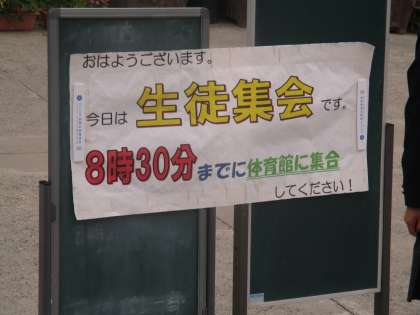 おはようございます。
今日は 生徒集会 です。
8時30分までに体育館に集合
してください！